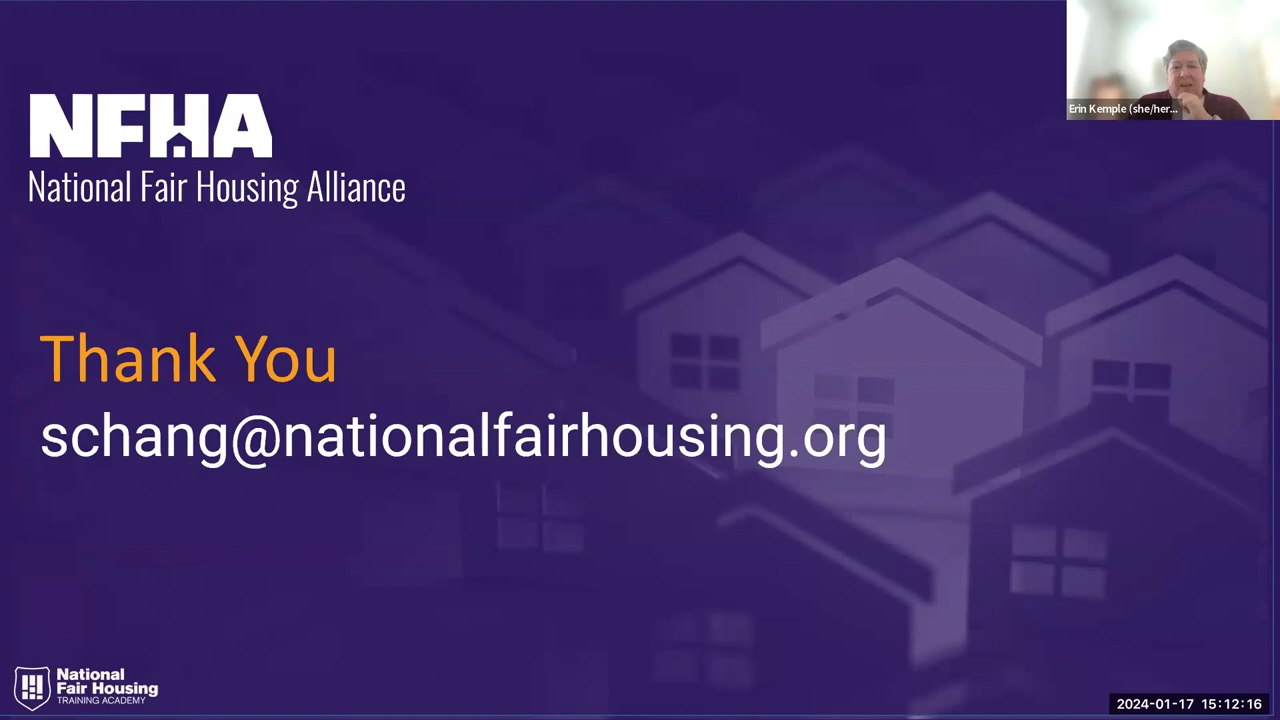 Erin Kemple (she/her...
NFHA
National Fair Housing Alliance
Thank You
schang@nationalfairhousing.org
National
Fair Housing
TRAINING ACADEMY
2024-01-17 15:12:16